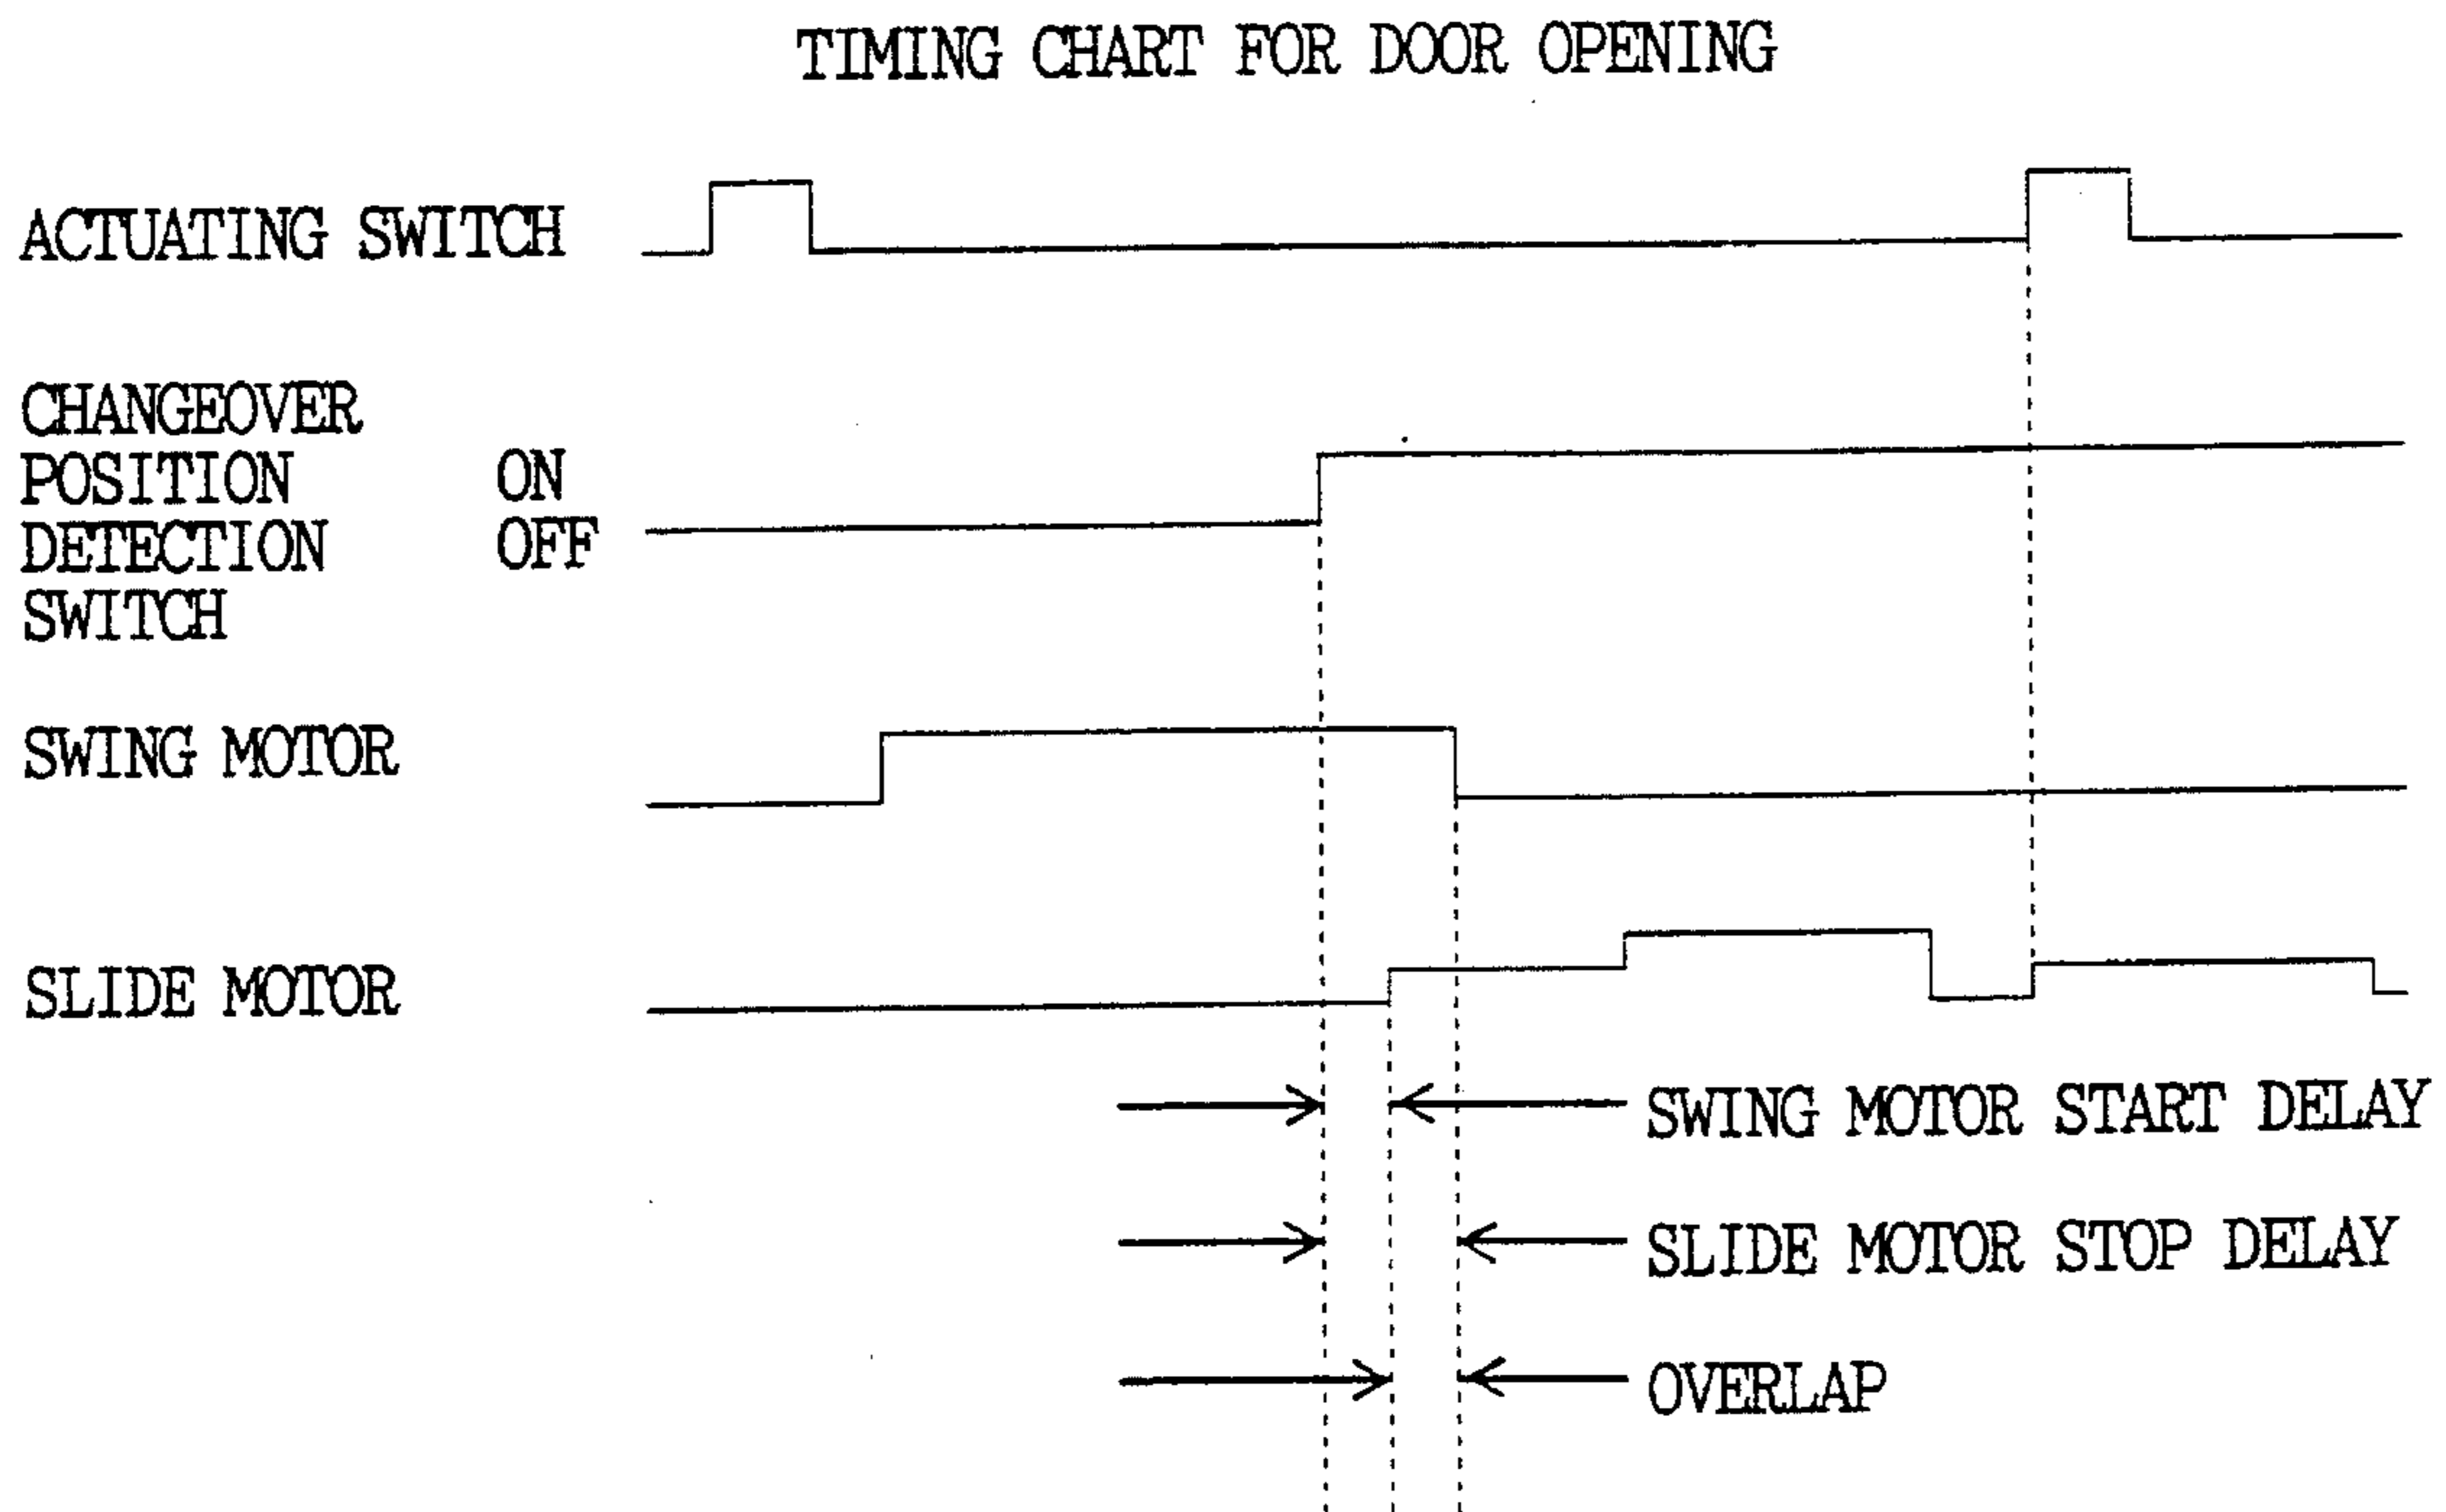 TIMING CHART FOR DOOR OPENING
ACTUATING SWITCH
CHANGEOVER
POSITION ON
DETECTION OFF
SWITCH
SWING MOTOR
SLIDE MOTOR
SWING MOTOR START DELAY
SLIDE MOTOR STOP DELAY
OVERLAP